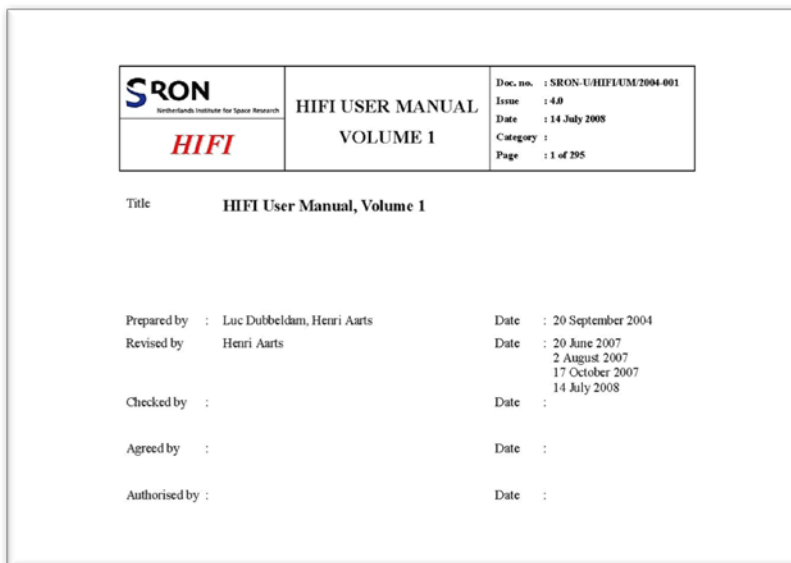 SRON
Netherlands Institute for Space Research
HIFI
HIFI USER MANUAL
VOLUME 1
Doc. no. : SRON-U/HIFI/UM/2004-001
Issue : 4.0
Date : 14 July 2008
Category :
Page : 1 of 295
Title HIFI User Manual, Volume 1
Prepared by : Luc Dubbeldam, Henri Aarts Date : 20 September 2004
Revised by Henri Aarts Date : 20 June 2007
2 August 2007
17 October 2007
14 July 2008
Checked by : Date :
Agreed by : Date :
Authorised by : Date :